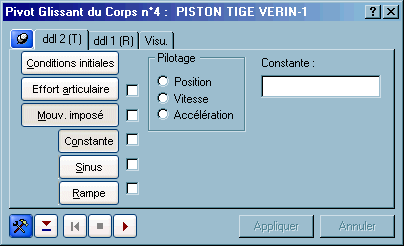 Pivot Glissant du Corps n°4 : PISTON TIGE VERIN-1
ddl 2 (T) ddl 1 (R) Visu.
Conditions initiales
Effort articulaire
Mouv. imposé
Constante
Sinus
Rampe
Pilotage
Position
Vitesse
Accélération
Constante :
Appliquer Annuler